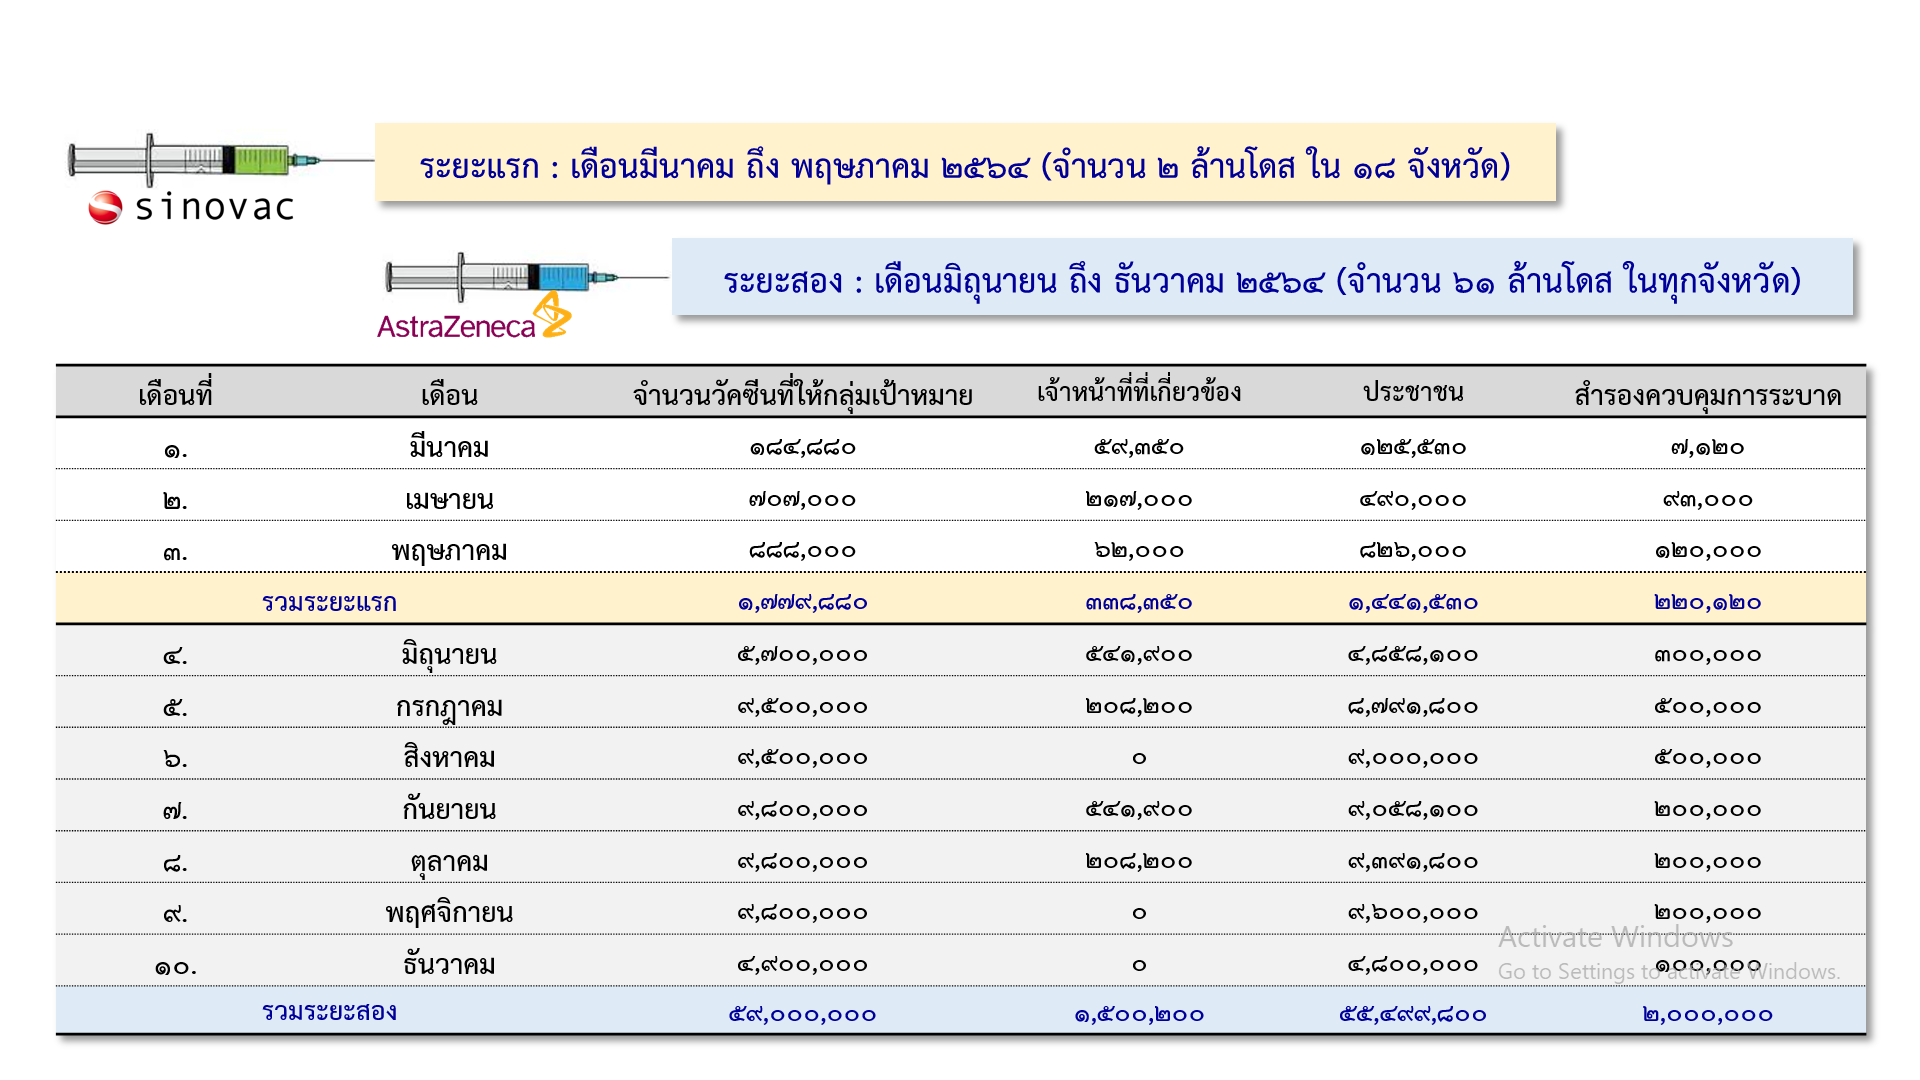 ระยะแรก : เดือนมีนาคม ถึง พฤษภาคม ๒๕๖๔ (จำนวน ๒ ล้านโดส ใน ๑๘ จังหวัด)
sinovac
ระยะสอง : เดือนมิถุนายน ถึง ธันวาคม ๒๕๖๔ (จำนวน ๖๑ ล้านโดส ในทุกจังหวัด)
AstraZeneca
เดือนที่ เดือน จำนวนวัคซีนที่ให้กลุ่มเป้าหมาย เจ้าหน้าที่ที่เกี่ยวข้อง ประชาชน สำรองควบคุมการระบาด
๑. มีนาคม ๑๘๔,๘๘๐ ๕๙,๓๕๐ ๑๒๕,๕๓๐ ๗,๑๒๐
๒. เมษายน ๗๐๗,๐๐๐ ๒๑๗,๐๐๐ ๔๙๐,๐๐๐ ๙๓,๐๐๐
๓. พฤษภาคม ๘๘๘,๐๐๐ ๖๒,๐๐๐ ๘๒๖,๐๐๐ ๑๒๐,๐๐๐
รวมระยะแรก ๑,๗๗๙,๘๘๐ ๓๓๘,๓๕๐ ๑,๔๔๑,๕๓๐ ๒๒๐,๑๒๐
๔. มิถุนายน ๕,๗๐๐,๐๐๐ ๕๔๑,๙๐๐ ๔,๘๕๘,๑๐๐ ๓๐๐,๐๐๐
๕. กรกฎาคม ๙,๕๐๐,๐๐๐ ๒๐๘,๒๐๐ ๘,๗๙๑,๘๐๐ ๕๐๐,๐๐๐
๖. สิงหาคม ๙,๕๐๐,๐๐๐ ๐ ๙,๐๐๐,๐๐๐ ๕๐๐,๐๐๐
๗. กันยายน ๙,๘๐๐,๐๐๐ ๕๔๑,๙๐๐ ๙,๐๕๘,๑๐๐ ๒๐๐,๐๐๐
๘. ตุลาคม ๙,๘๐๐,๐๐๐ ๒๐๘,๒๐๐ ๙,๓๙๑,๘๐๐ ๒๐๐,๐๐๐
๙. พฤศจิกายน ๙,๘๐๐,๐๐๐ ๐ ๙,๖๐๐,๐๐๐ ๒๐๐,๐๐๐
Activate Windows
๑๐. ธันวาคม ๔,๙๐๐,๐๐๐ ๐ ๔,๘๐๐,๐๐๐ ๑๐๐,๐๐๐
Go to Settings to activate Windows.
รวมระยะสอง ๕๙,๐๐๐,๐๐๐ ๑,๕๐๐,๒๐๐ ๕๕,๔๙๙,๘๐๐ ๒,๐๐๐,๐๐๐